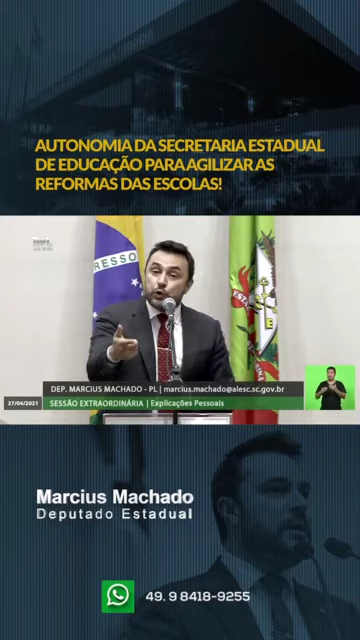 AUTONOMIA DA SECRETARIA ESTADUAL
DE EDUCAÇÃO PARA AGILIZAR AS
REFORMAS DAS ESCOLAS!
RESSO
DEP. MARCIUS MACHADO - PL | marcius.machado@alesc.sc.gov.br
27/04/2021
SESSÃO EXTRAORDINÁRIA | Explicações Pessoais
Marcius Machado
Deputado Estadual
49. 9 8418-9255